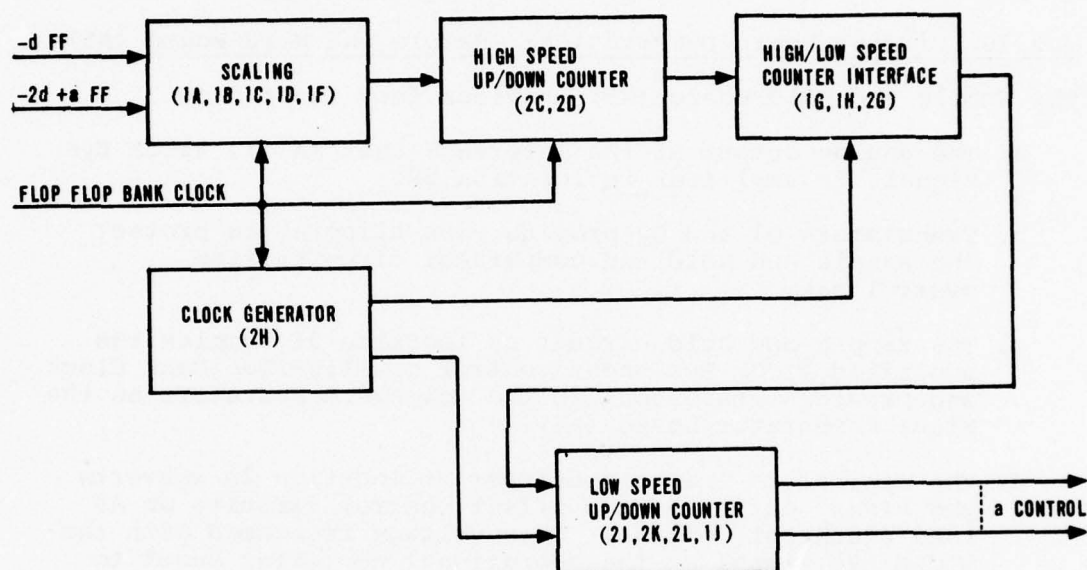 -d FF
-2d +a FF
SCALING
(1A, 1B, 1C, 1D, 1F)
HIGH SPEED
UP/DOWN COUNTER
(2C, 2D)
HIGH/LOW SPEED
COUNTER INTERFACE
(1G, 1H, 2G)
FLOP FLOP BANK CLOCK
CLOCK GENERATOR
(2H)
LOW SPEED
UP/DOWN COUNTER
(2J, 2K, 2L, 1J)
a CONTROL